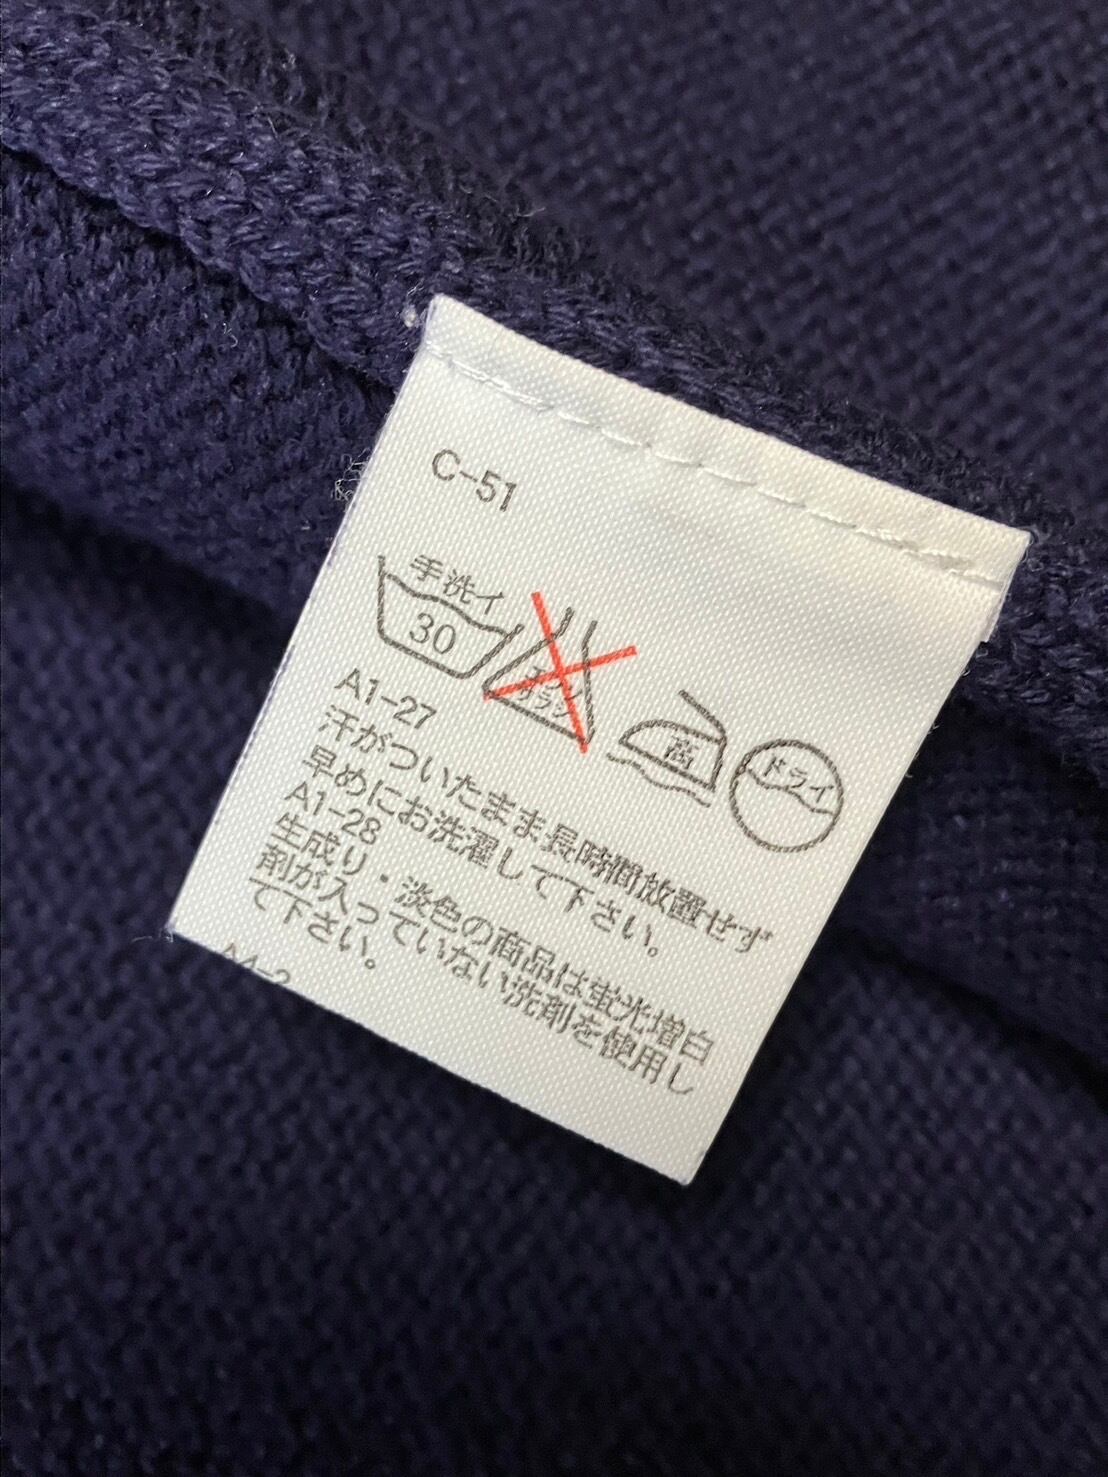 C-51
手洗イ
30
エンソ
サラシ
高
ドライ
A1-27
汗がついたまま長時間放置せず
早めにお洗濯して下さい。
A1-28
生成り・淡色の商品は蛍光増白
剤が入っていない洗剤を使用し
て下さい。